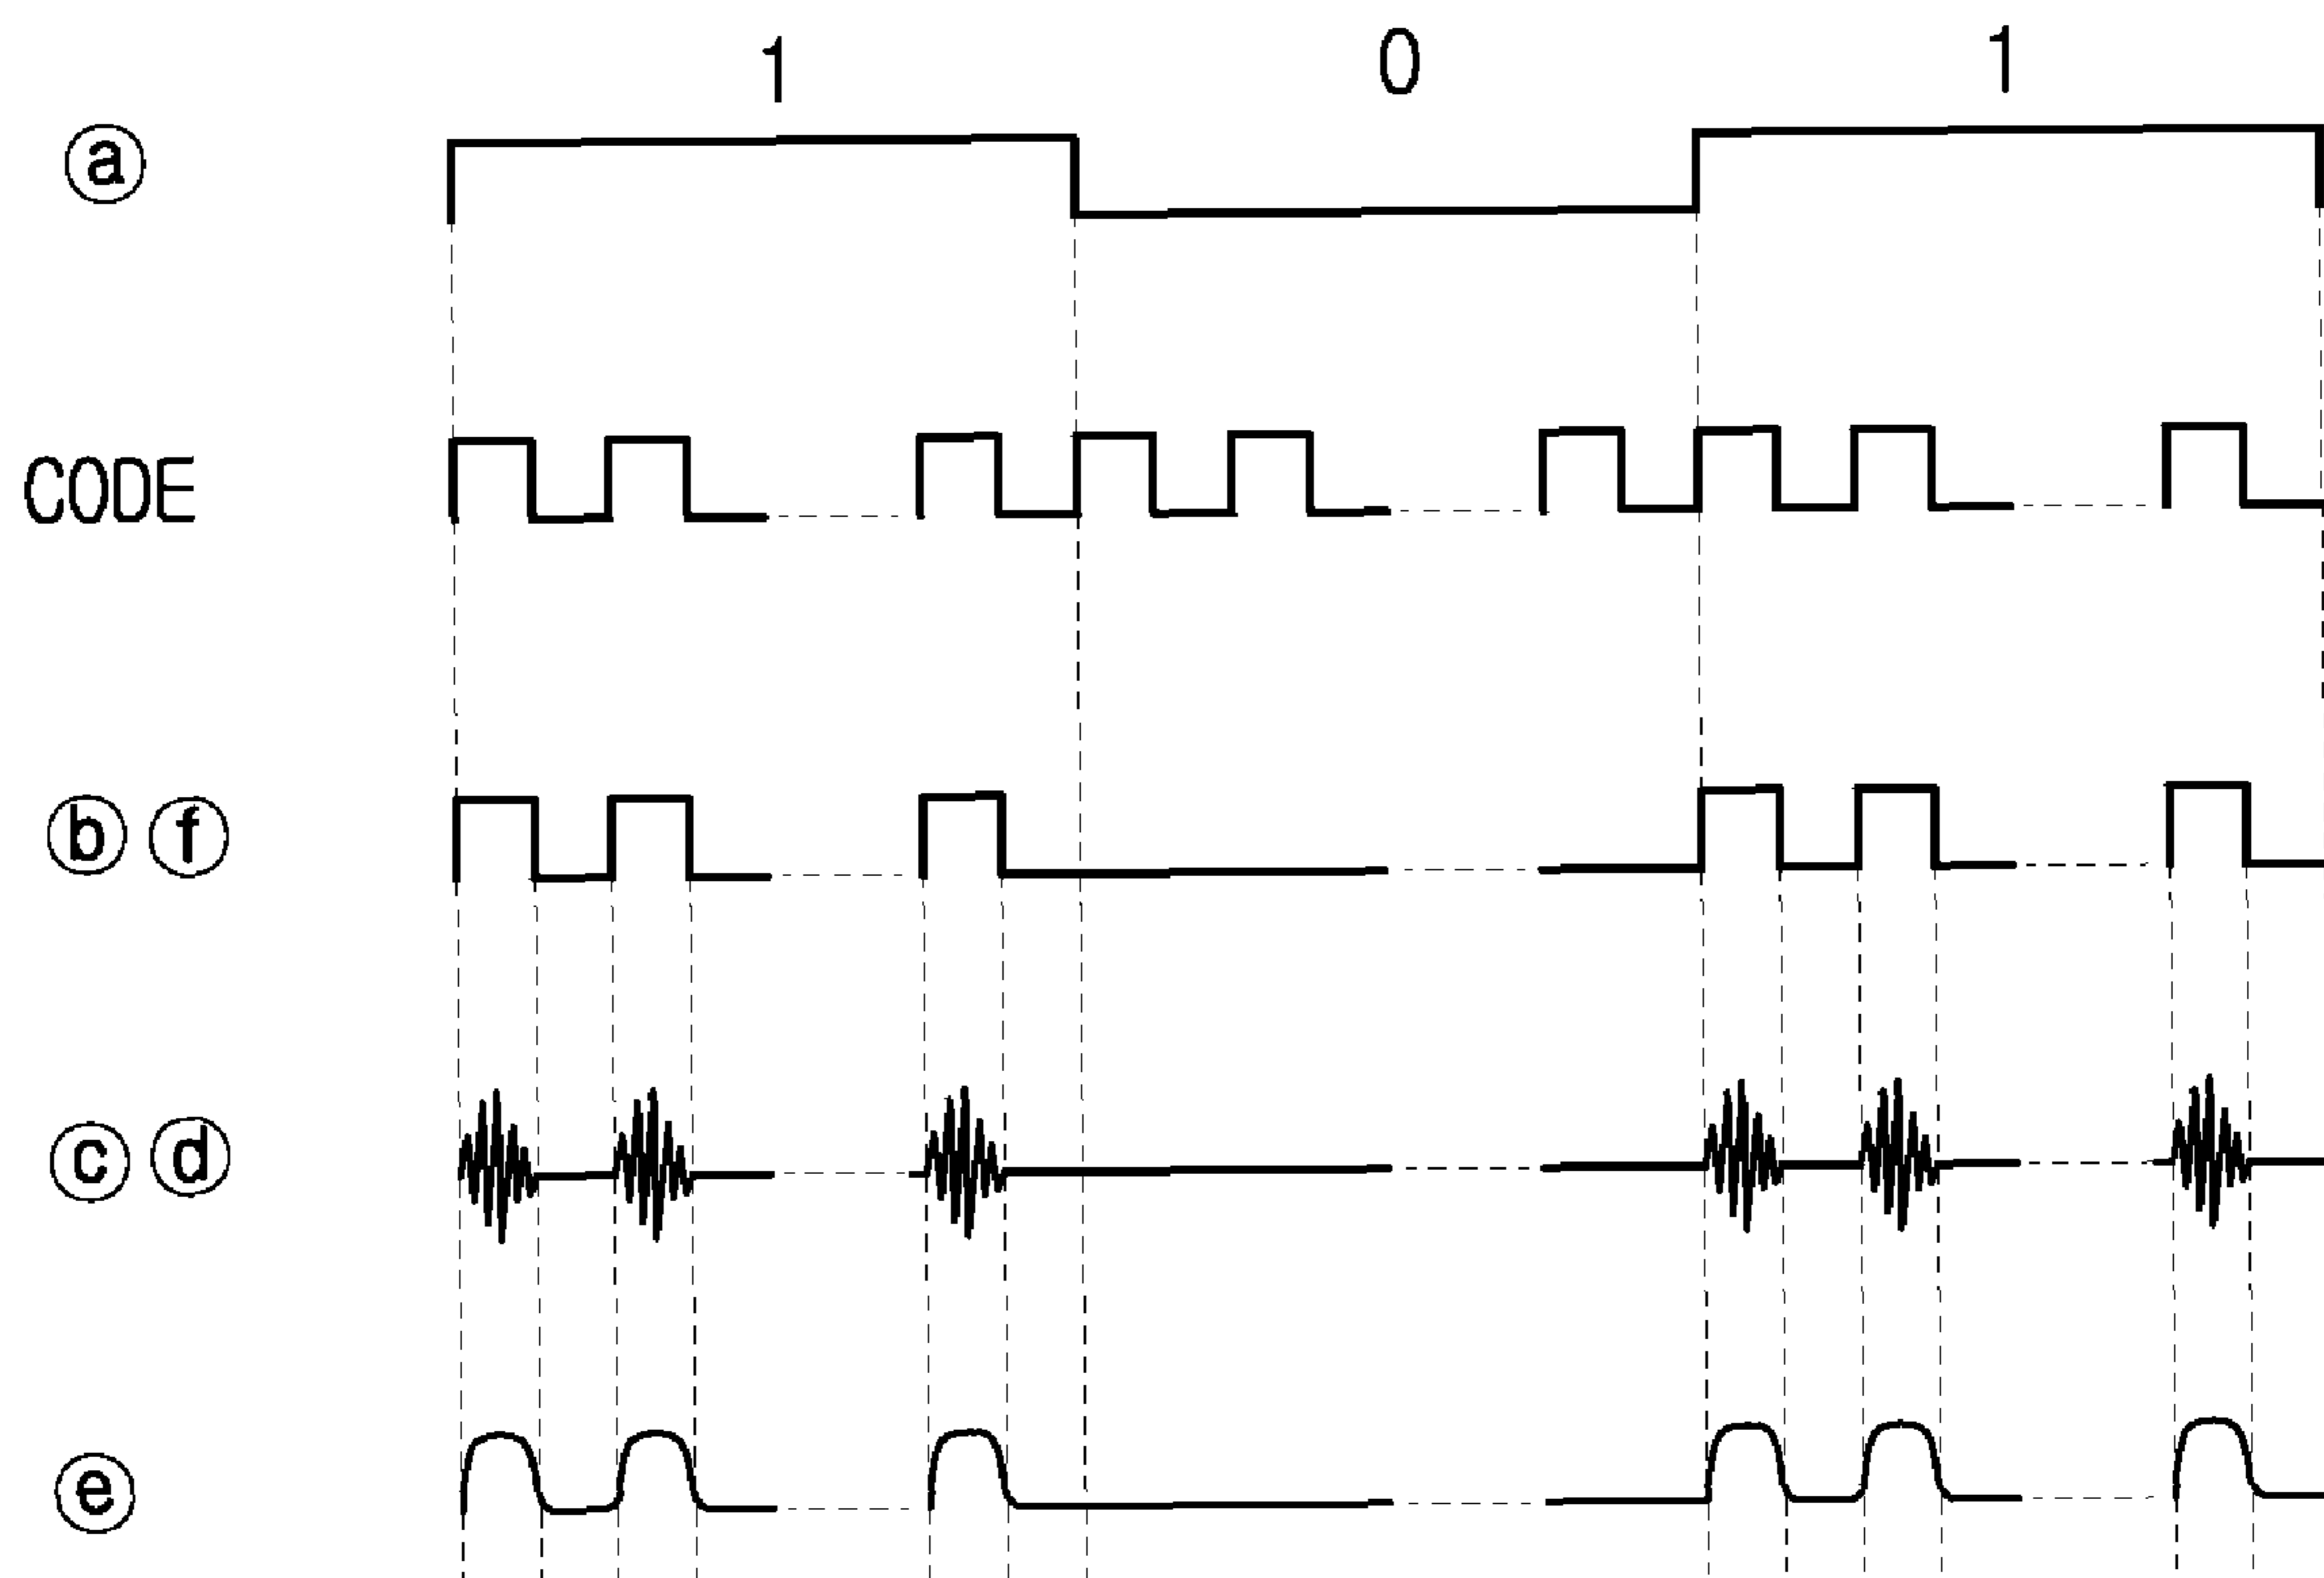 1 0 1
ⓐ
CODE
ⓑ ⓕ
ⓒ ⓓ
ⓔ